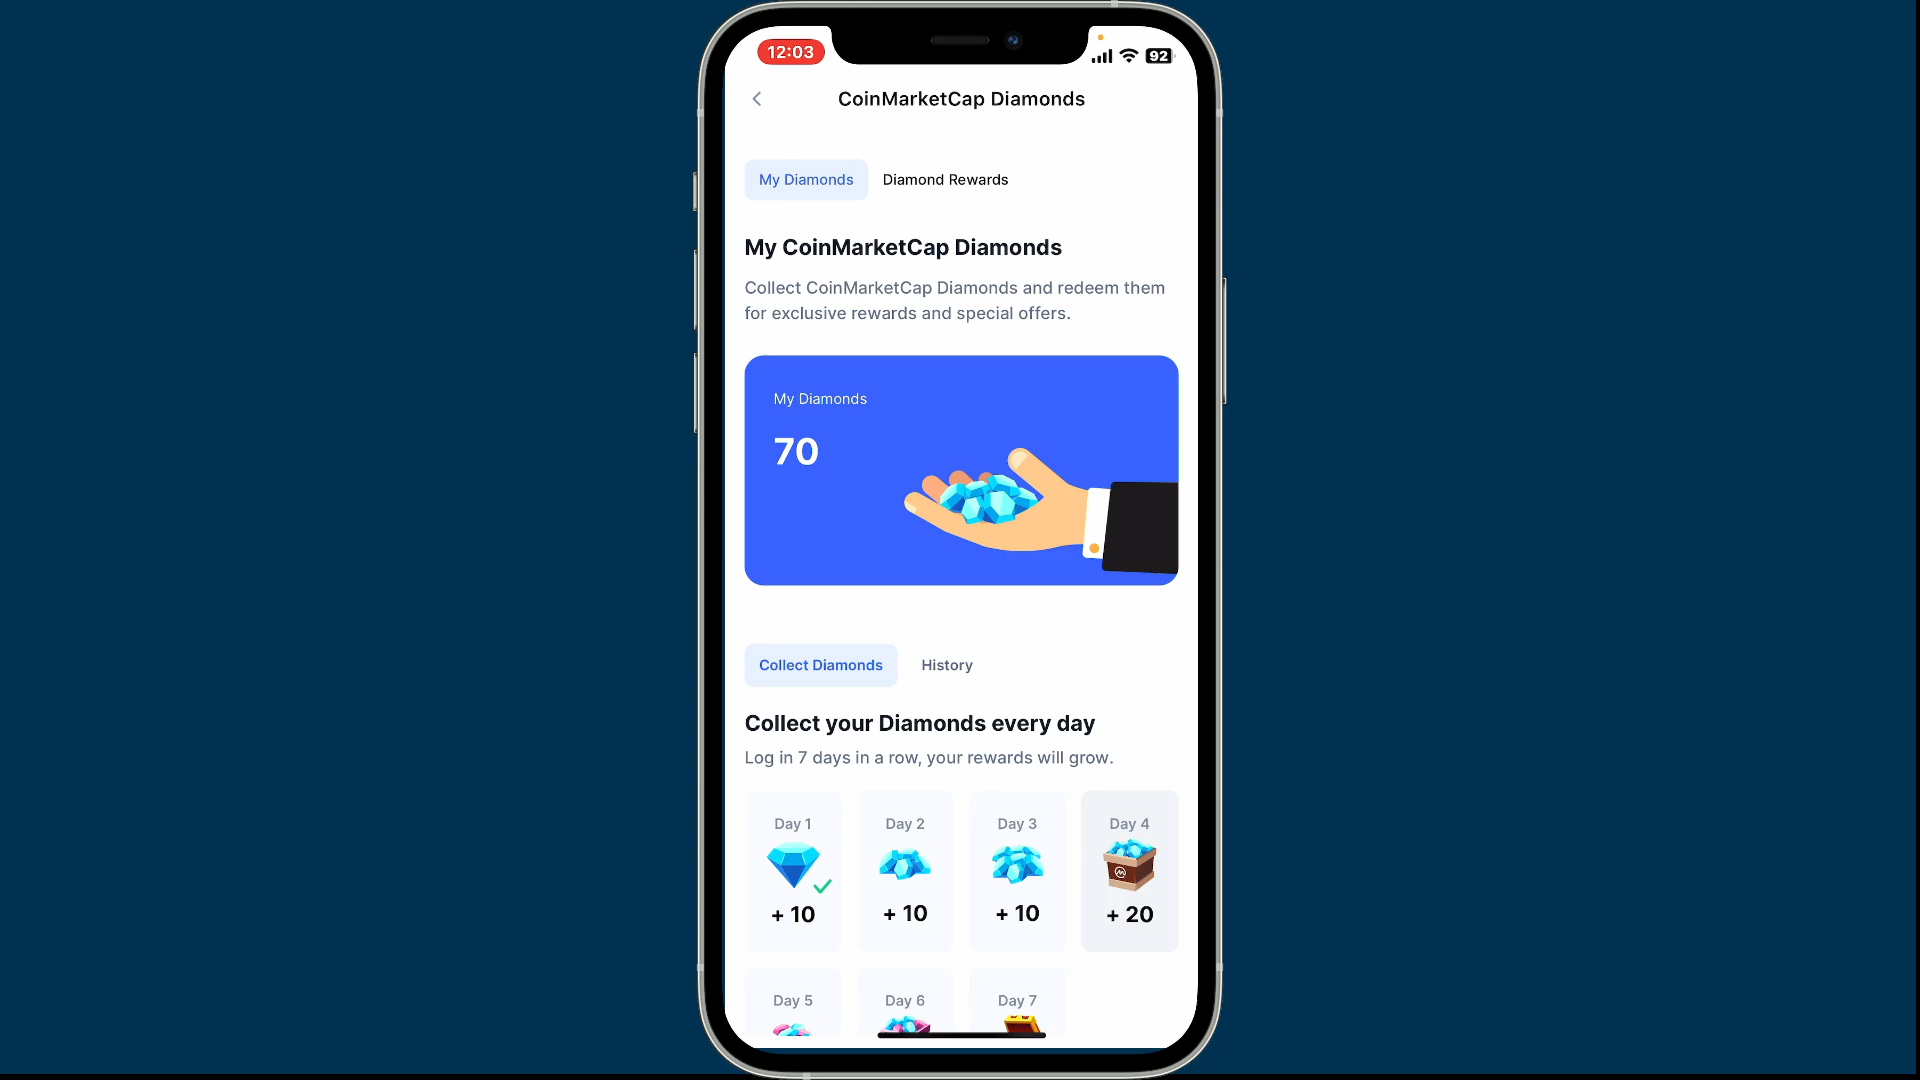 12:03
92
CoinMarketCap Diamonds
My Diamonds
Diamond Rewards
My CoinMarketCap Diamonds
Collect CoinMarketCap Diamonds and redeem them
for exclusive rewards and special offers.
My Diamonds
70
Collect Diamonds
History
Collect your Diamonds every day
Log in 7 days in a row, your rewards will grow.
Day 1
Day 2
Day 3
Day 4
+ 10
+ 10
+ 10
+ 20
Day 5
Day 6
Day 7